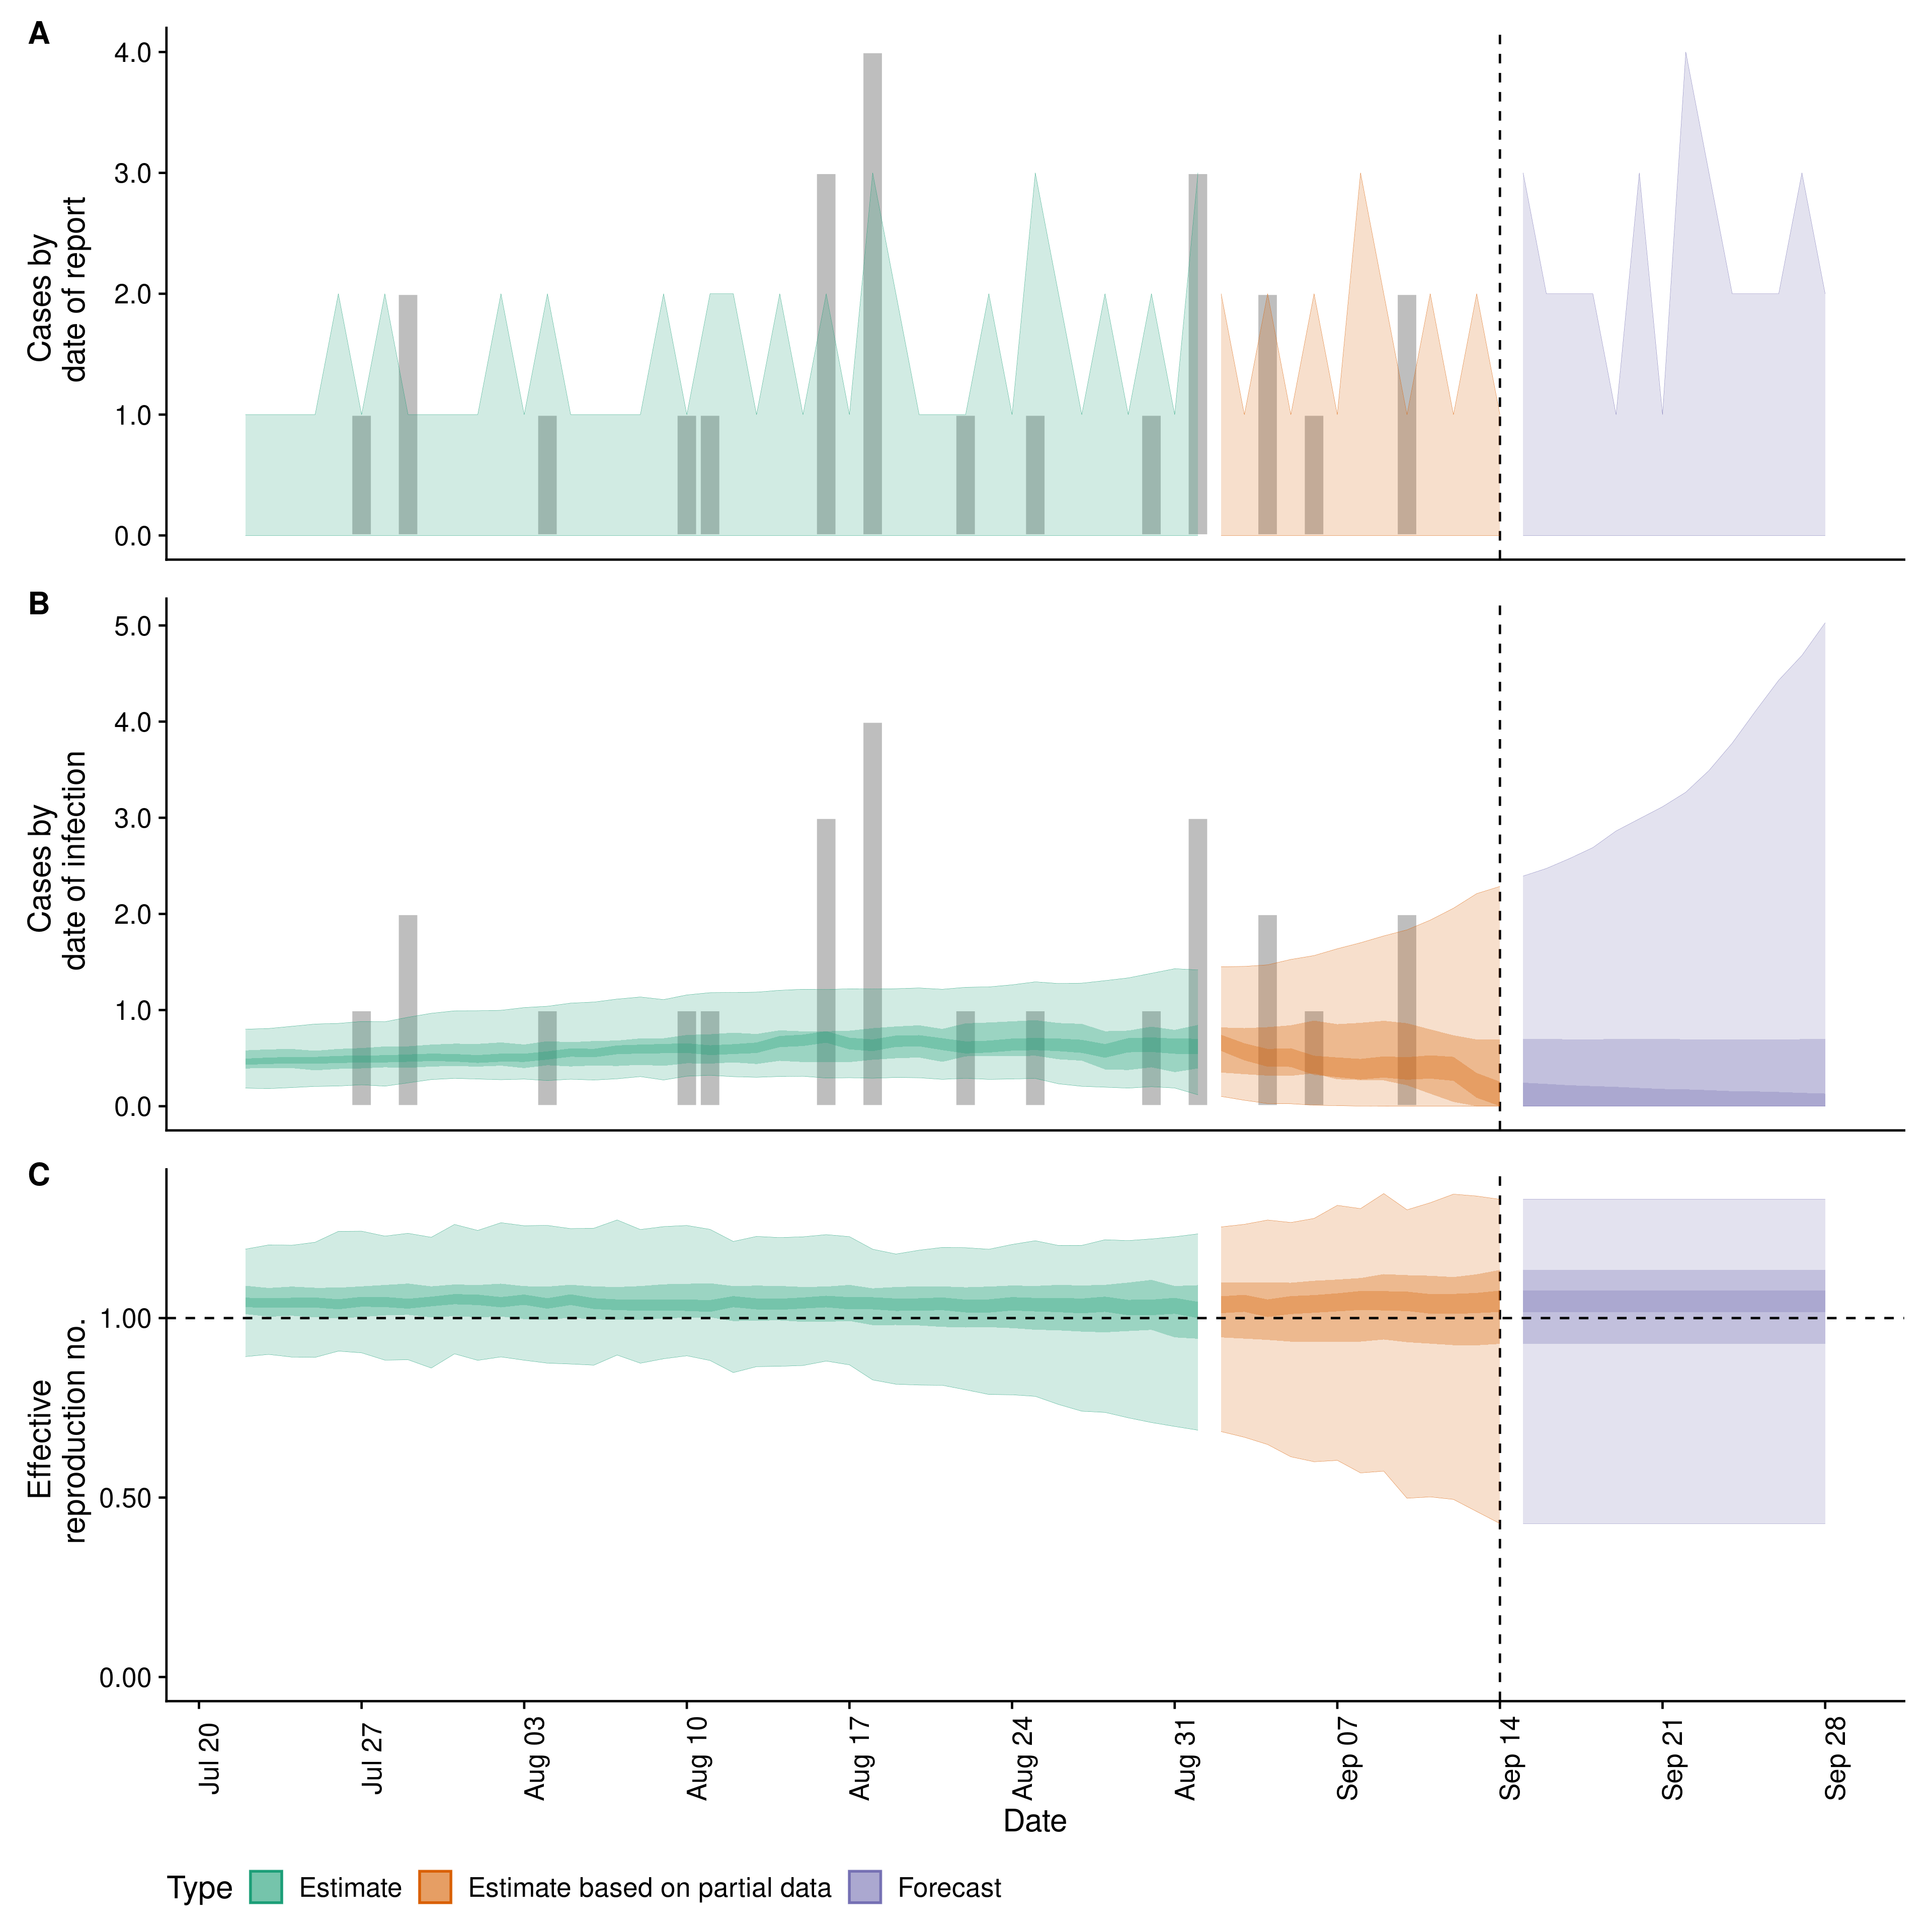 A
4.0
3.0
2.0
1.0
0.0
Cases by
date of report
B
5.0
4.0
3.0
2.0
1.0
0.0
Cases by
date of infection
C
1.00
0.50
0.00
Effective
reproduction no.
Jul 20
Jul 27
Aug 03
Aug 10
Aug 17
Aug 24
Aug 31
Sep 07
Sep 14
Sep 21
Sep 28
Date
Type Estimate Estimate based on partial data Forecast